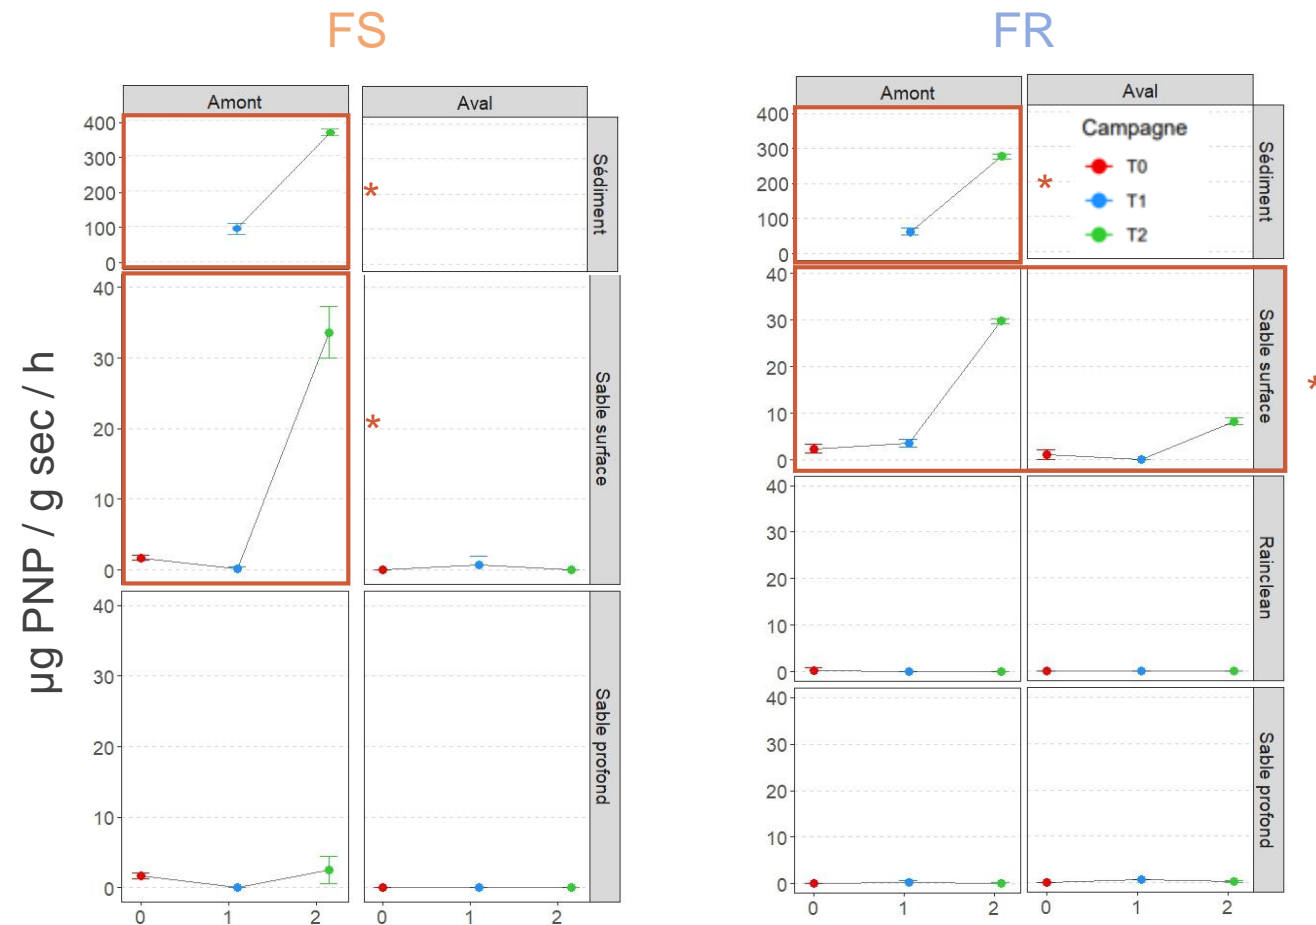 FS
FR
µg PNP / g sec / h
Amont
Aval
400
300
200
100
0
Sédiment
*
40
30
20
10
0
Sable surface
*
40
30
20
10
0
Sable profond
0
1
2
0
1
2
Amont
Aval
400
300
200
100
0
*
Campagne
T0
T1
T2
Sédiment
40
30
20
10
0
Sable surface
*
40
30
20
10
0
Rainclean
40
30
20
10
0
Sable profond
0
1
2
0
1
2